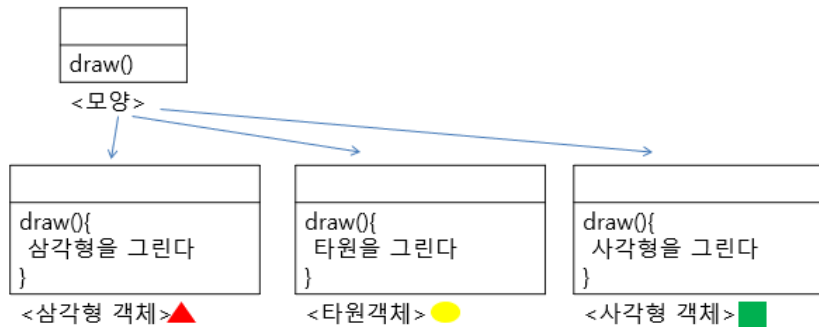 draw()
<모양>
draw(){
삼각형을 그린다
}
<삼각형 객체>
draw(){
타원을 그린다
}
<타원객체>
draw(){
사각형을 그린다
}
<사각형 객체>